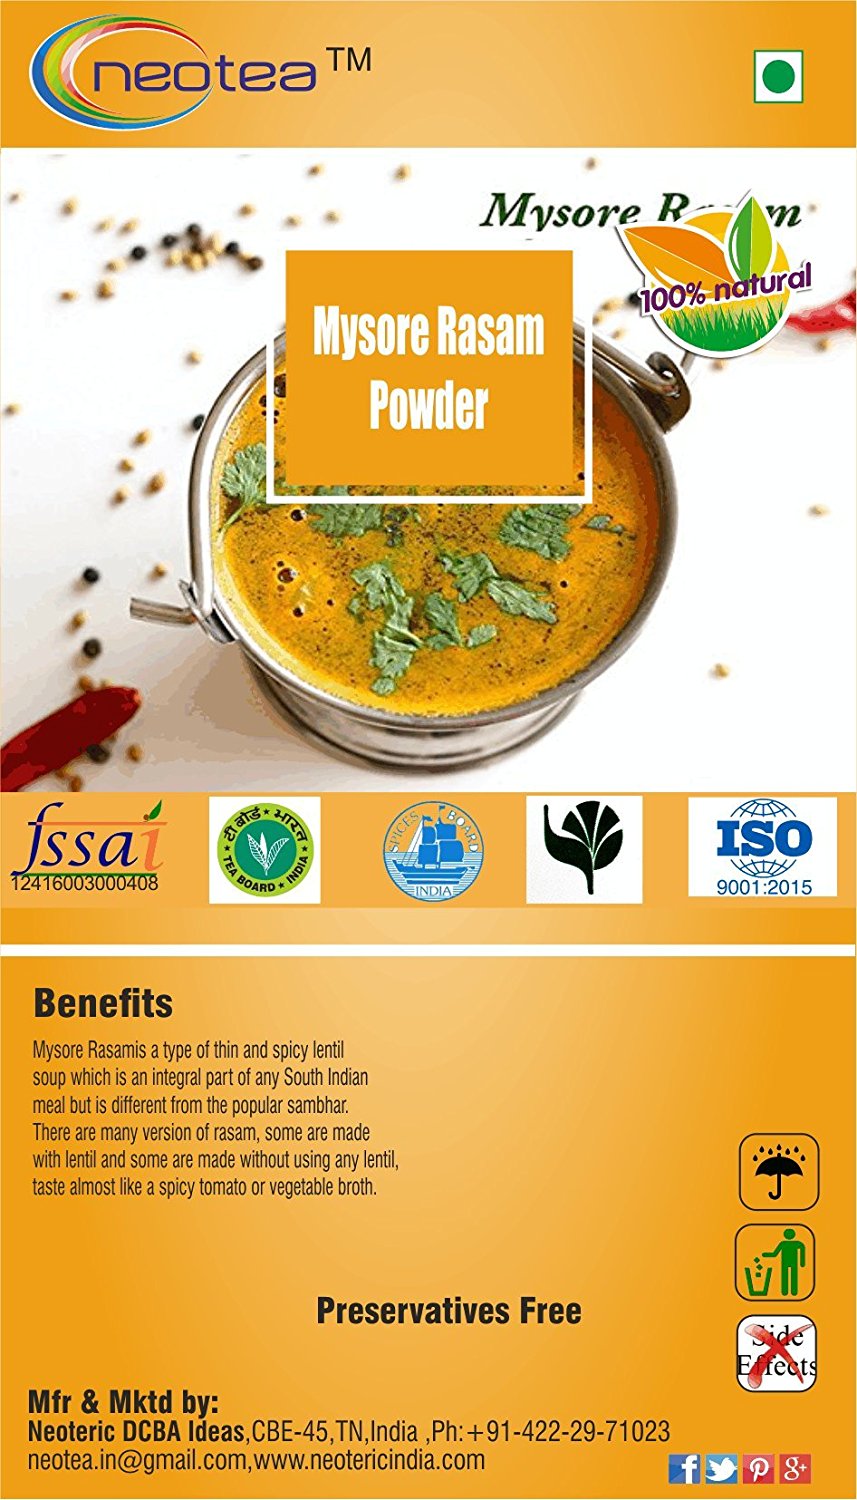 neotea TM
Mysore
100% natural
Mysore Rasam
Powder
fssai
12416003000408
टी बोर्ड ★ भारत
TEA BOARD ★ INDIA
SPICES BOARD
INDIA
ISO
9001:2015
Benefits
Mysore Rasamis a type of thin and spicy lentil
soup which is an integral part of any South Indian
meal but is different from the popular sambhar.
There are many version of rasam, some are made
with lentil and some are made without using any lentil,
taste almost like a spicy tomato or vegetable broth.
Preservatives Free
Side
Effects
Mfr & Mktd by:
Neoteric DCBA Ideas,CBE-45,TN,India ,Ph:+91-422-29-71023
neotea.in@gmail.com,www.neotericindia.com
f
p
g+